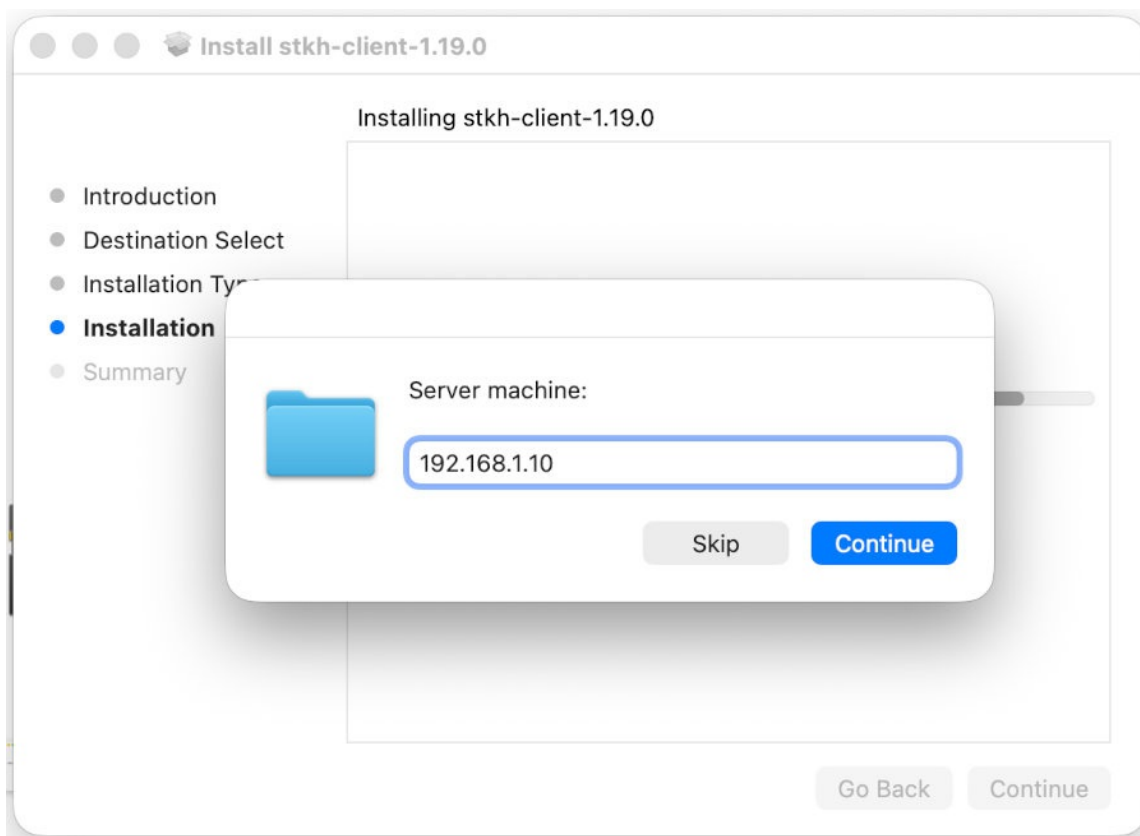 Install stkh-client-1.19.0
Installing stkh-client-1.19.0
Introduction
Destination Select
Installation Type
Installation
Summary
Server machine:
192.168.1.10
Skip
Continue
Go Back
Continue